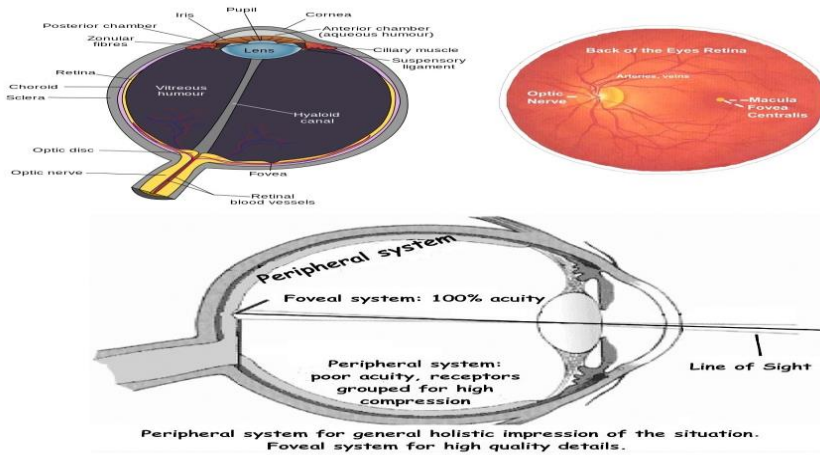 Pupil
Iris
Cornea
Posterior chamber
Anterior chamber
(aqueous humour)
Zonular
fibres
Lens
Ciliary muscle
Suspensory
ligament
Retina
Choroid
Sclera
Vitreous
humour
Hyaloid
canal
Optic disc
Optic nerve
Fovea
Retinal
blood vessels
Back of the Eyes Retina
Arteries, veins
Optic
Nerve
Macula
Fovea
Centralis
Peripheral system
Foveal system: 100% acuity
Peripheral system:
poor acuity, receptors
grouped for high
compression
Line of Sight
Peripheral system for general holistic impression of the situation.
Foveal system for high quality details.